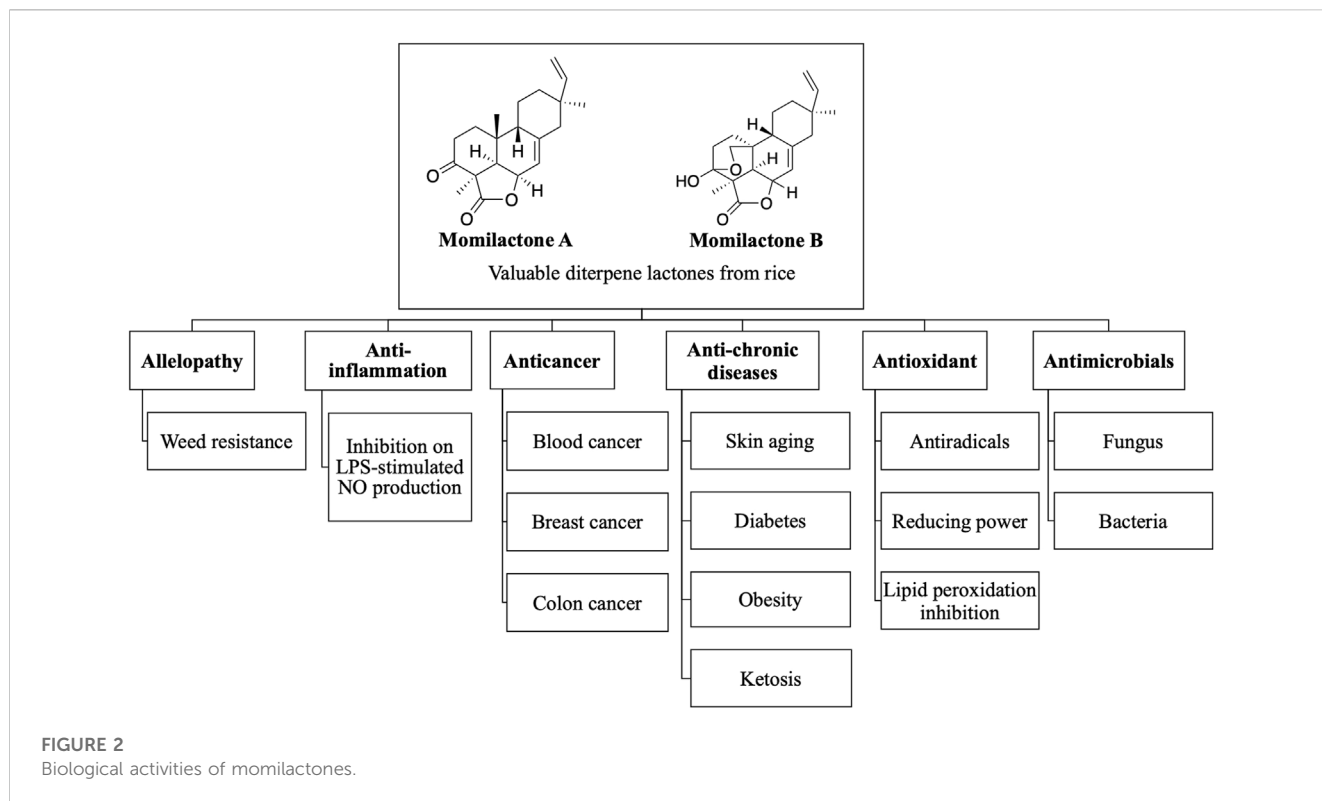 H
H
H
O
O
O
Momilactone A
H
H
H
HO
O
O
O
Momilactone B
Valuable diterpene lactones from rice
Allelopathy
Weed resistance
Anti-
inflammation
Inhibition on
LPS-stimulated
NO production
Anticancer
Blood cancer
Breast cancer
Colon cancer
Anti-chronic
diseases
Skin aging
Diabetes
Obesity
Ketosis
Antioxidant
Antiradicals
Reducing power
Lipid peroxidation
inhibition
Antimicrobials
Fungus
Bacteria
FIGURE 2
Biological activities of momilactones.